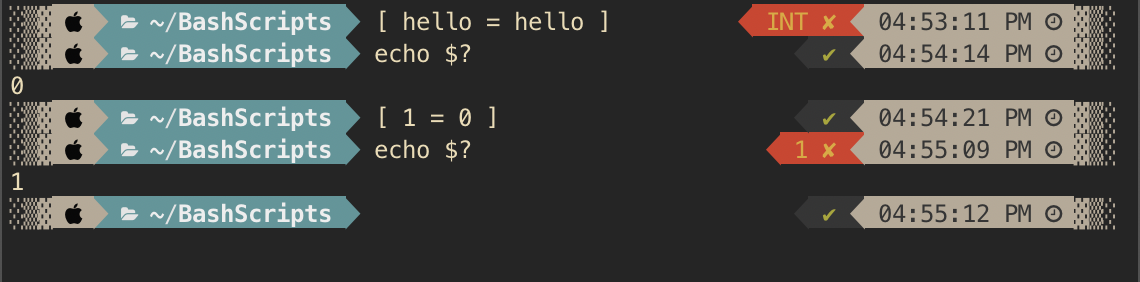 ~/BashScripts [ hello = hello ] INT ✘ 04:53:11 PM
~/BashScripts echo $? ✔ 04:54:14 PM
0
~/BashScripts [ 1 = 0 ] ✔ 04:54:21 PM
~/BashScripts echo $? 1 ✘ 04:55:09 PM
1
~/BashScripts ✔ 04:55:12 PM